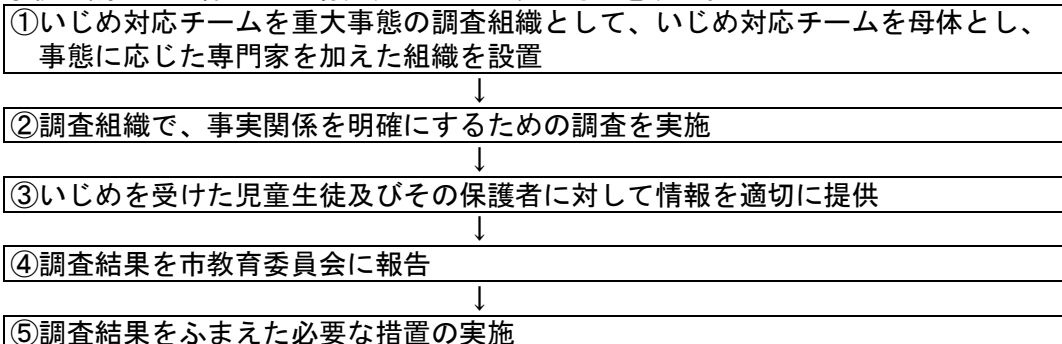 ①いじめ対応チームを重大事態の調査組織として、いじめ対応チームを母体とし、
事態に応じた専門家を加えた組織を設置
↓
②調査組織で、事実関係を明確にするための調査を実施
↓
③いじめを受けた児童生徒及びその保護者に対して情報を適切に提供
↓
④調査結果を市教育委員会に報告
↓
⑤調査結果をふまえた必要な措置の実施